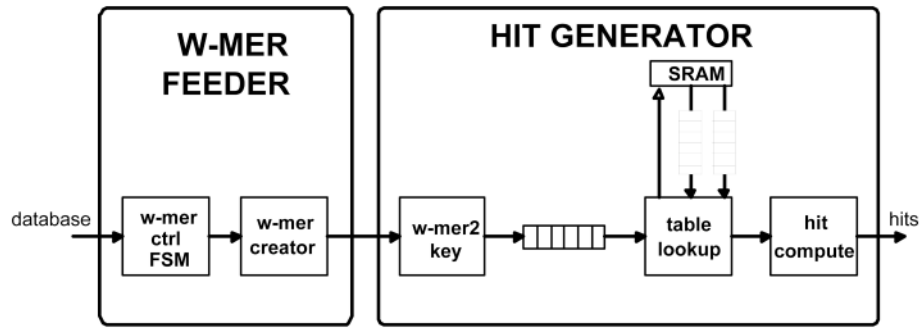 W-MER
FEEDER
HIT GENERATOR
SRAM
database
w-mer
ctrl
FSM
w-mer
creator
w-mer2
key
table
lookup
hit
compute
hits